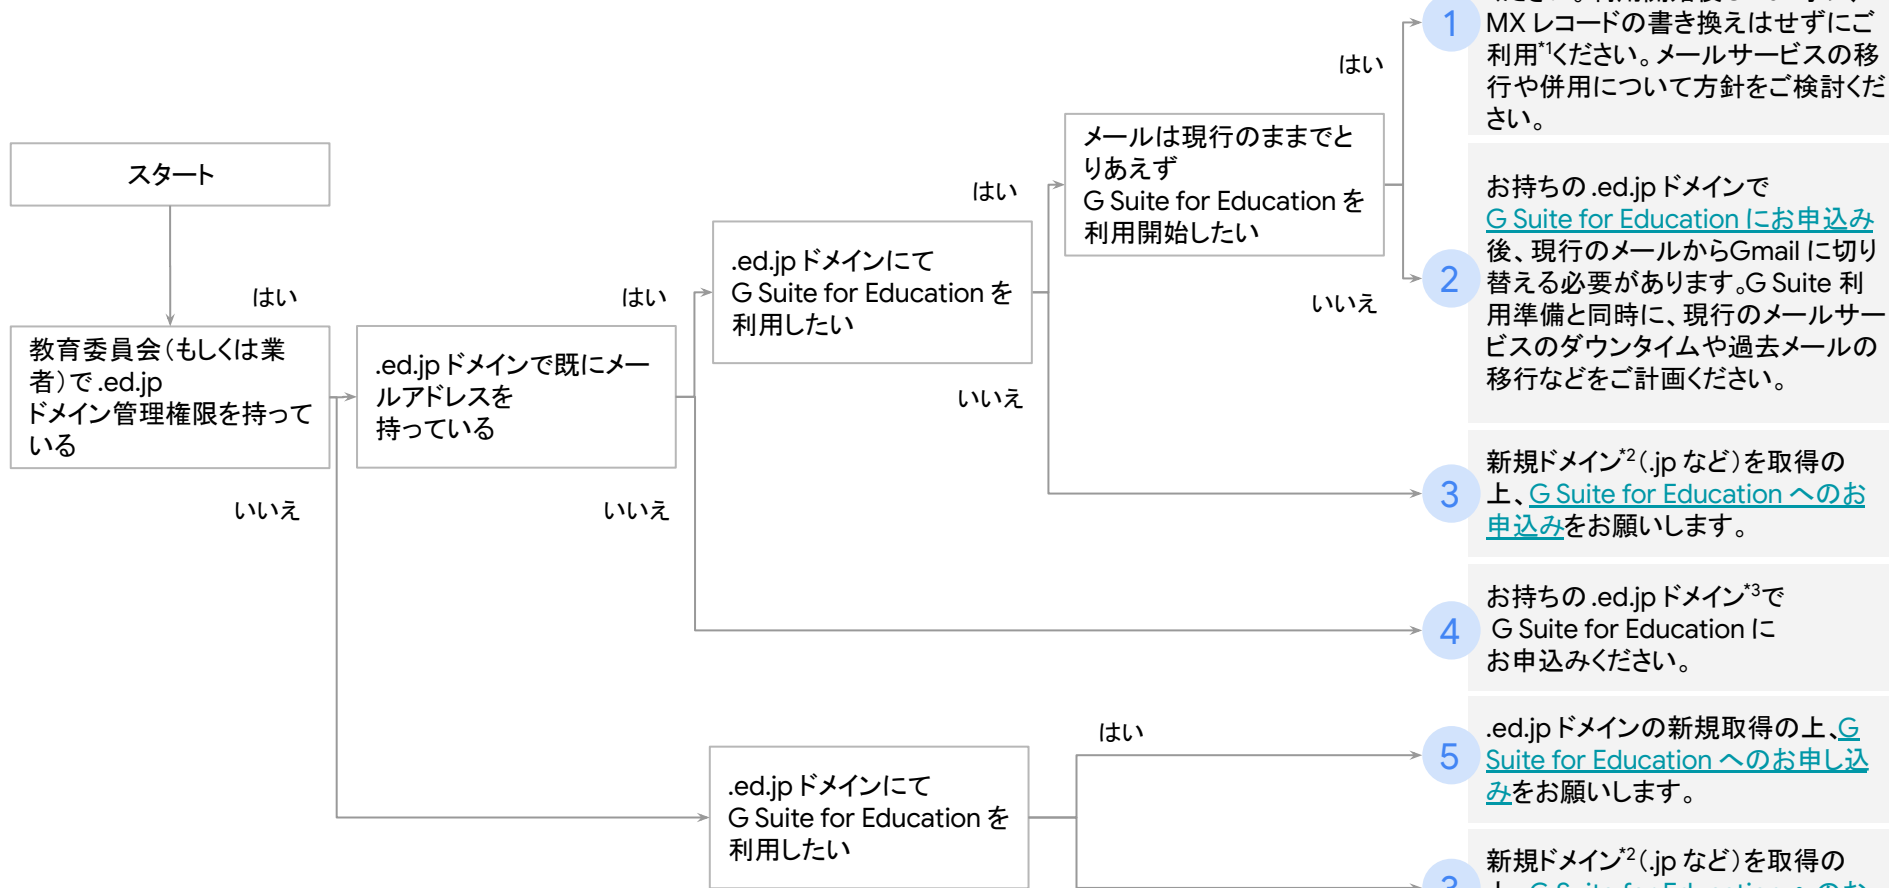 スタート
はい
教育委員会（もしくは業
者）で .ed.jp
ドメイン管理権限を持って
いる
いいえ
はい
.ed.jp ドメインで既にメー
ルアドレスを
持っている
いいえ
はい
.ed.jp ドメインにて
G Suite for Education を
利用したい
いいえ
はい
メールは現行のままでと
りあえず
G Suite for Education を
利用開始したい
いいえ
1
MX レコードの書き換えはせずにご
利用*1ください。メールサービスの移
行や併用について方針をご検討くだ
さい。
2
お持ちの .ed.jp ドメインで
G Suite for Education にお申込み
後、現行のメールからGmail に切り
替える必要があります。G Suite 利
用準備と同時に、現行のメールサー
ビスのダウンタイムや過去メールの
移行などをご計画ください。
3
新規ドメイン*2（.jp など）を取得の
上、G Suite for Education へのお
申込みをお願いします。
4
お持ちの .ed.jp ドメイン*3で
G Suite for Education に
お申込みください。
.ed.jp ドメインにて
G Suite for Education を
利用したい
はい
5
.ed.jp ドメインの新規取得の上、G
Suite for Education へのお申し込
みをお願いします。
3
新規ドメイン*2（.jp など）を取得の
上、G Suite for Education へのお